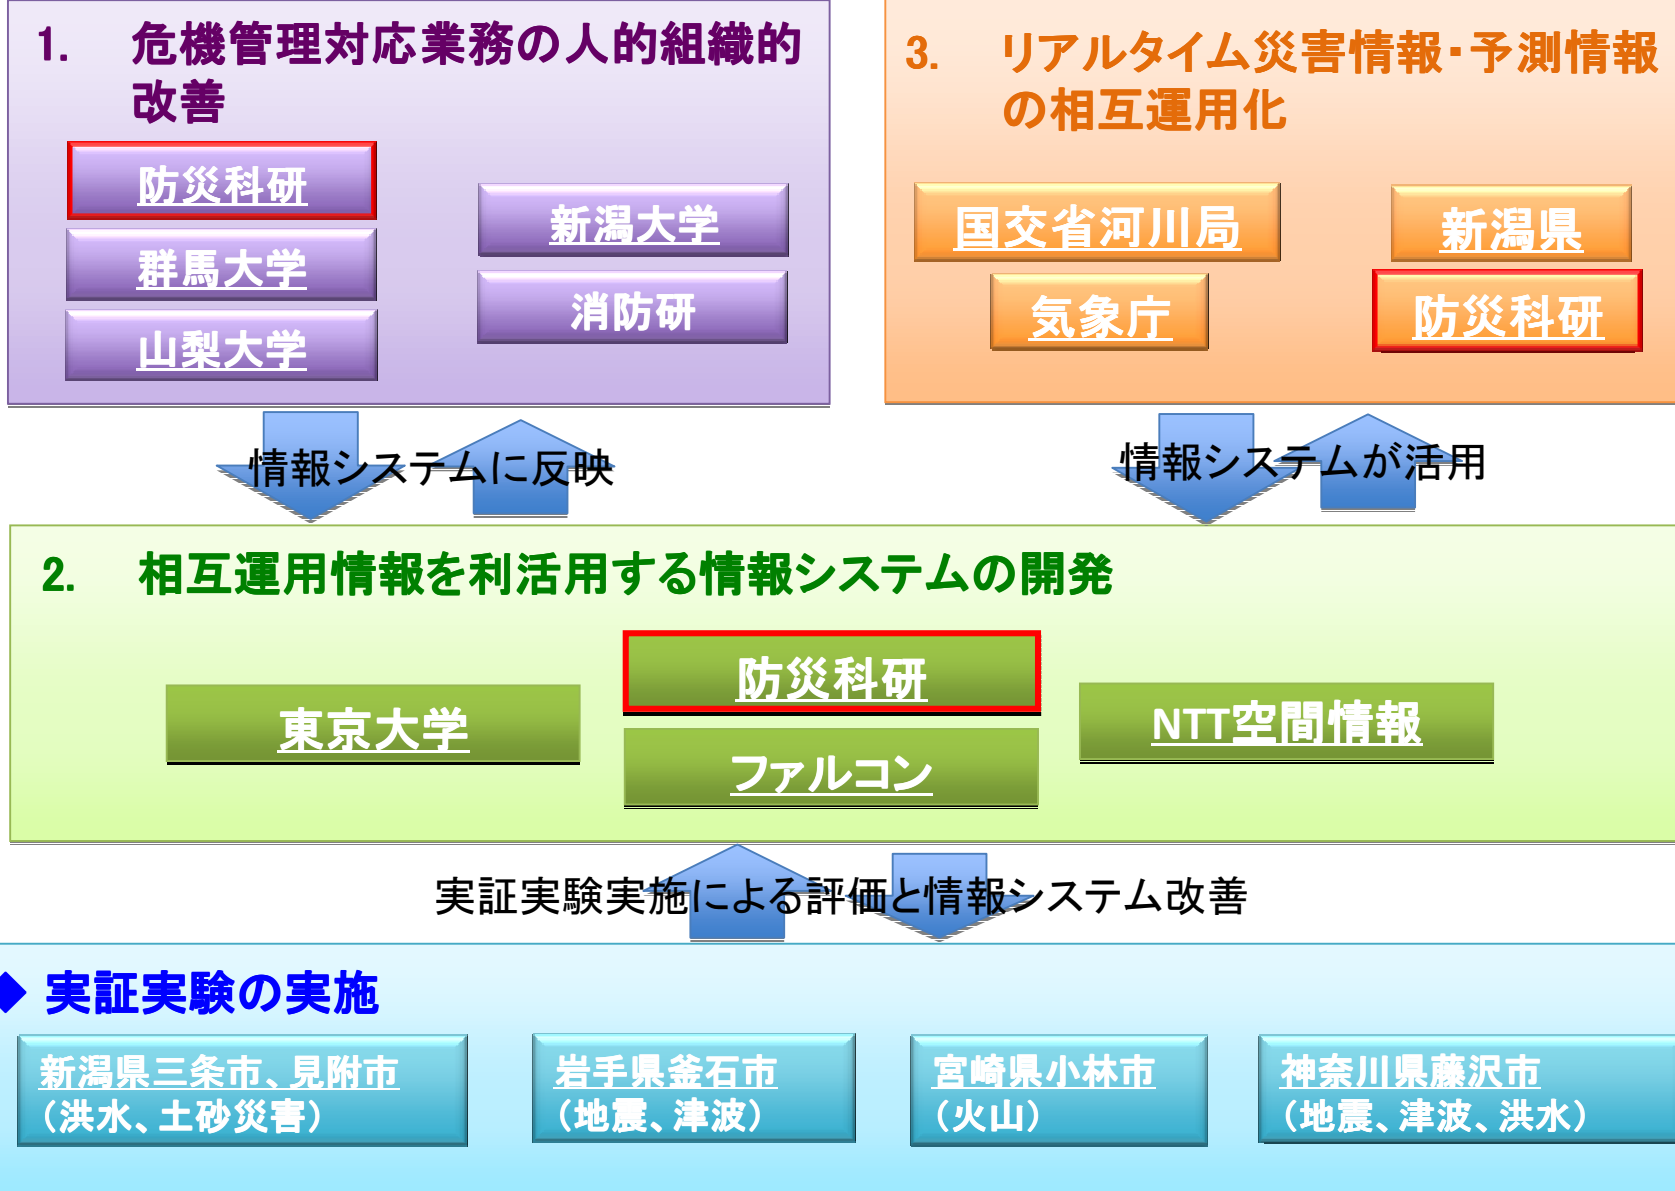 1. 危機管理対応業務の人的組織的
改善
防災科研
群馬大学
山梨大学
新潟大学
消防研
3. リアルタイム災害情報・予測情報
の相互運用化
国交省河川局
新潟県
気象庁
防災科研
情報システムに反映
情報システムが活用
2. 相互運用情報を利活用する情報システムの開発
東京大学
防災科研
ファルコン
NTT空間情報
実証実験実施による評価と情報システム改善
◆ 実証実験の実施
新潟県三条市、見附市
（洪水、土砂災害）
岩手県釜石市
（地震、津波）
宮崎県小林市
（火山）
神奈川県藤沢市
（地震、津波、洪水）